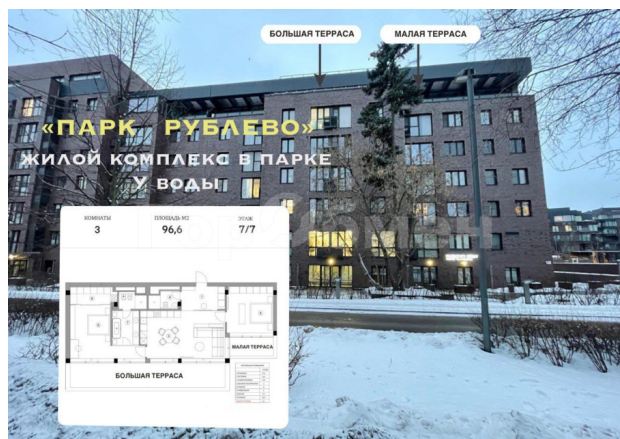 БОЛЬШАЯ ТЕРРАСА
МАЛАЯ ТЕРРАСА
«ПАРК РУБЛЕВО»
ЖИЛОЙ КОМПЛЕКС В ПАРКЕ
У ВОДЫ
КОМНАТЫ
3
ПЛОЩАДЬ М2
96,6
ЭТАЖ
7/7
МАЛАЯ ТЕРРАСА
БОЛЬШАЯ ТЕРРАСА